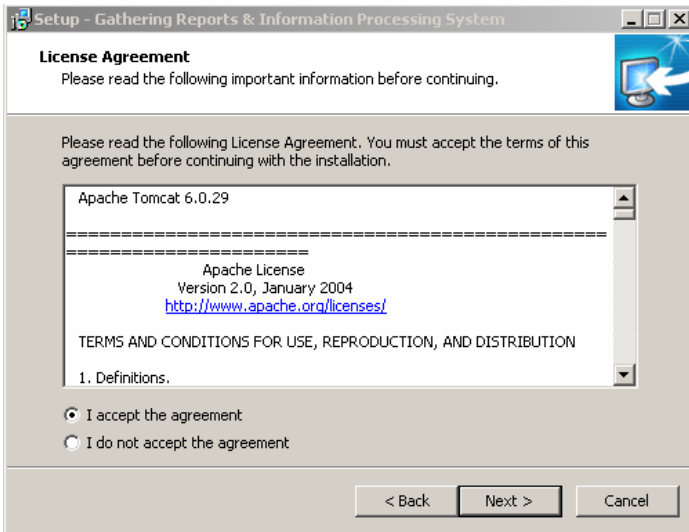 Setup - Gathering Reports & Information Processing System
License Agreement
Please read the following important information before continuing.
Please read the following License Agreement. You must accept the terms of this
agreement before continuing with the installation.
Apache Tomcat 6.0.29
=================================================
======================
Apache License
Version 2.0, January 2004
http://www.apache.org/licenses/
TERMS AND CONDITIONS FOR USE, REPRODUCTION, AND DISTRIBUTION
1. Definitions.
I accept the agreement
I do not accept the agreement
< Back Next > Cancel